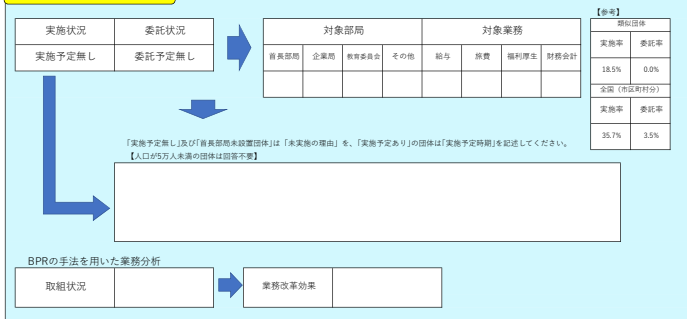 【参考】
実施状況 委託状況 対象部局 対象業務 類似団体
実施予定無し 委託予定無し 首長部局 企業局 教育委員会 その他 給与 旅費 福利厚生 財務会計 実施率 委託率
18.5% 0.0%
全国（市区町村分）
実施率 委託率
35.7% 3.5%
「実施予定無し」及び「首長部局未設置団体」は「未実施の理由」を、「実施予定あり」の団体は「実施予定時期」を記述してください。
【人口が5万人未満の団体は回答不要】
BPRの手法を用いた業務分析
取組状況 業務改革効果